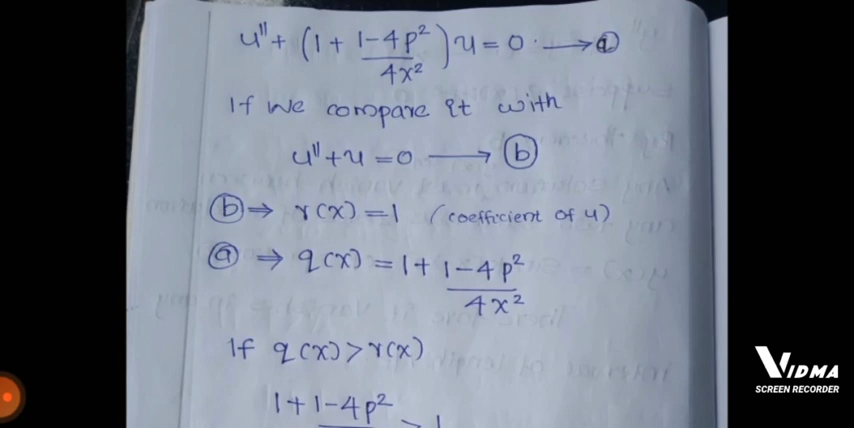 u'' + (1 + (1-4p²)/(4x²)) u = 0 ⟶ ⓐ
If we compare it with
u'' + u = 0 ⟶ ⓑ
ⓑ ⇒ r(x) = 1 (coefficient of u)
ⓐ ⇒ q(x) = 1 + (1-4p²)/(4x²)
If q(x) > r(x)
1 + 1-4p²
VIDMA
SCREEN RECORDER